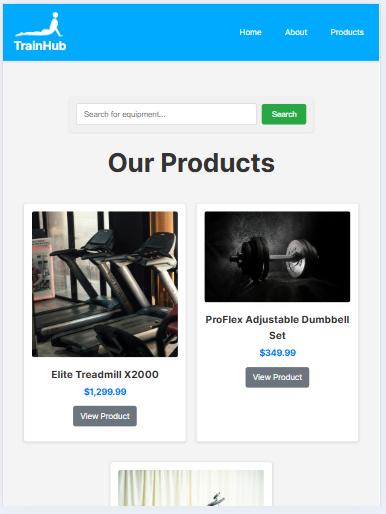 TrainHub
Home
About
Products
Search for equipment...
Search
Our Products
Elite Treadmill X2000
$1,299.99
View Product
ProFlex Adjustable Dumbbell
Set
$349.99
View Product